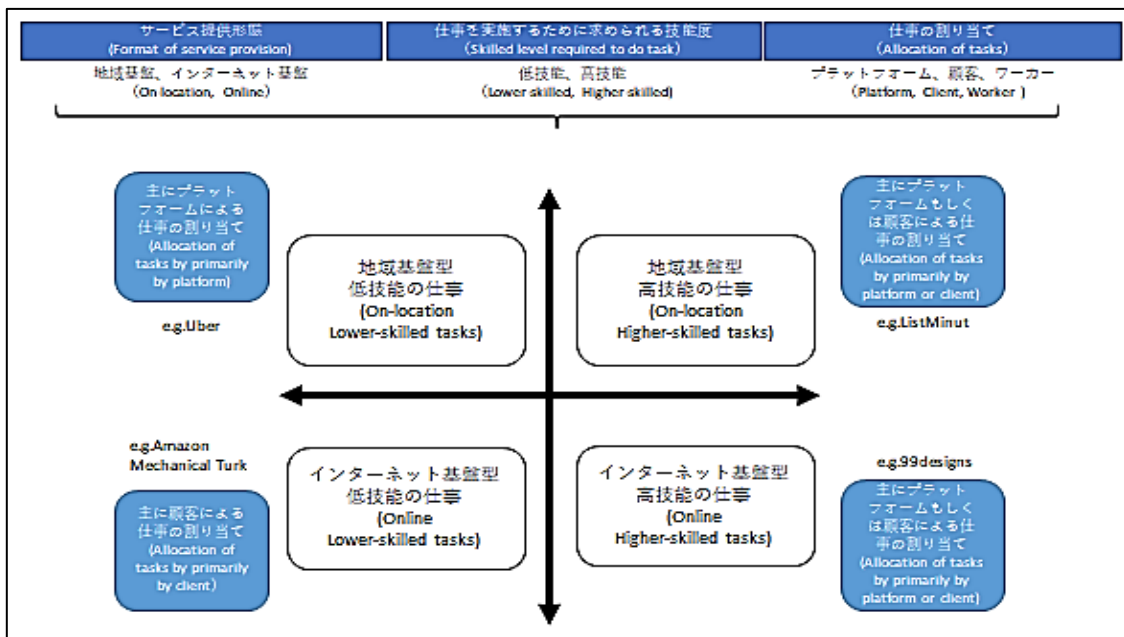 サービス提供形態
(Format of service provision)
仕事を実施するために求められる技能度
(Skilled level required to do task)
仕事の割り当て
(Allocation of tasks)
地域基盤、インターネット基盤
(On location, Online)
低技能、高技能
(Lower-skilled, Higher-skilled)
プラットフォーム、顧客、ワーカー
(Platform, Client, Worker )
主にプラット
フォームによる
仕事の割り当て
(Allocation of
tasks by primarily
by platform)
e.g.Uber
地域基盤型
低技能の仕事
(On-location
Lower-skilled tasks)
地域基盤型
高技能の仕事
(On-location
Higher-skilled tasks)
主にプラット
フォームもしく
は顧客による仕
事の割り当て
(Allocation of tasks
by primarily by
platform or client)
e.g.ListMinut
e.g.Amazon
Mechanical Turk
主に顧客による
仕事の割り当て
(Allocation of
tasks by primarily
by client)
インターネット基盤型
低技能の仕事
(Online
Lower-skilled tasks)
インターネット基盤型
高技能の仕事
(Online
Higher-skilled tasks)
e.g.99designs
主にプラット
フォームもしく
は顧客による仕
事の割り当て
(Allocation of tasks
by primarily by
platform or client)